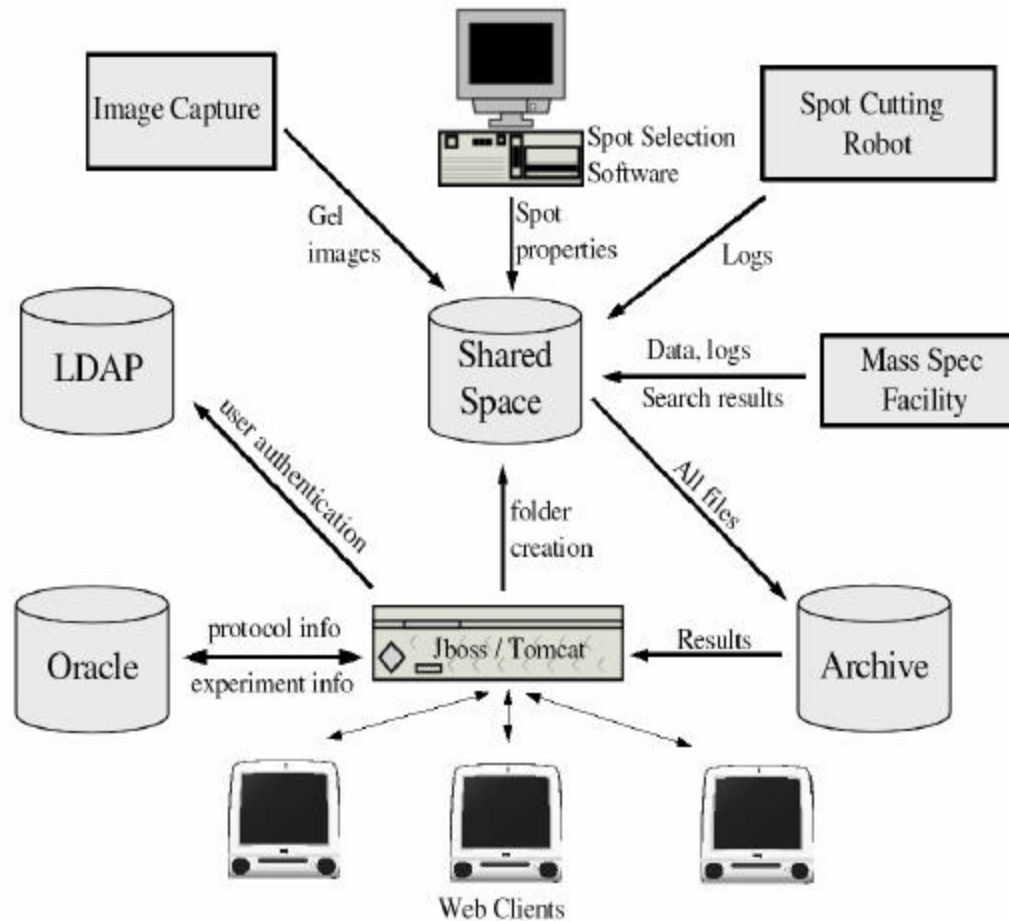 Image Capture
Spot Selection
Software
Spot Cutting
Robot
Gel
images
Spot
properties
Logs
LDAP
Shared
Space
Data, logs
Search results
Mass Spec
Facility
user authentication
folder
creation
All files
Oracle
protocol info
experiment info
Jboss / Tomcat
Results
Archive
Web Clients